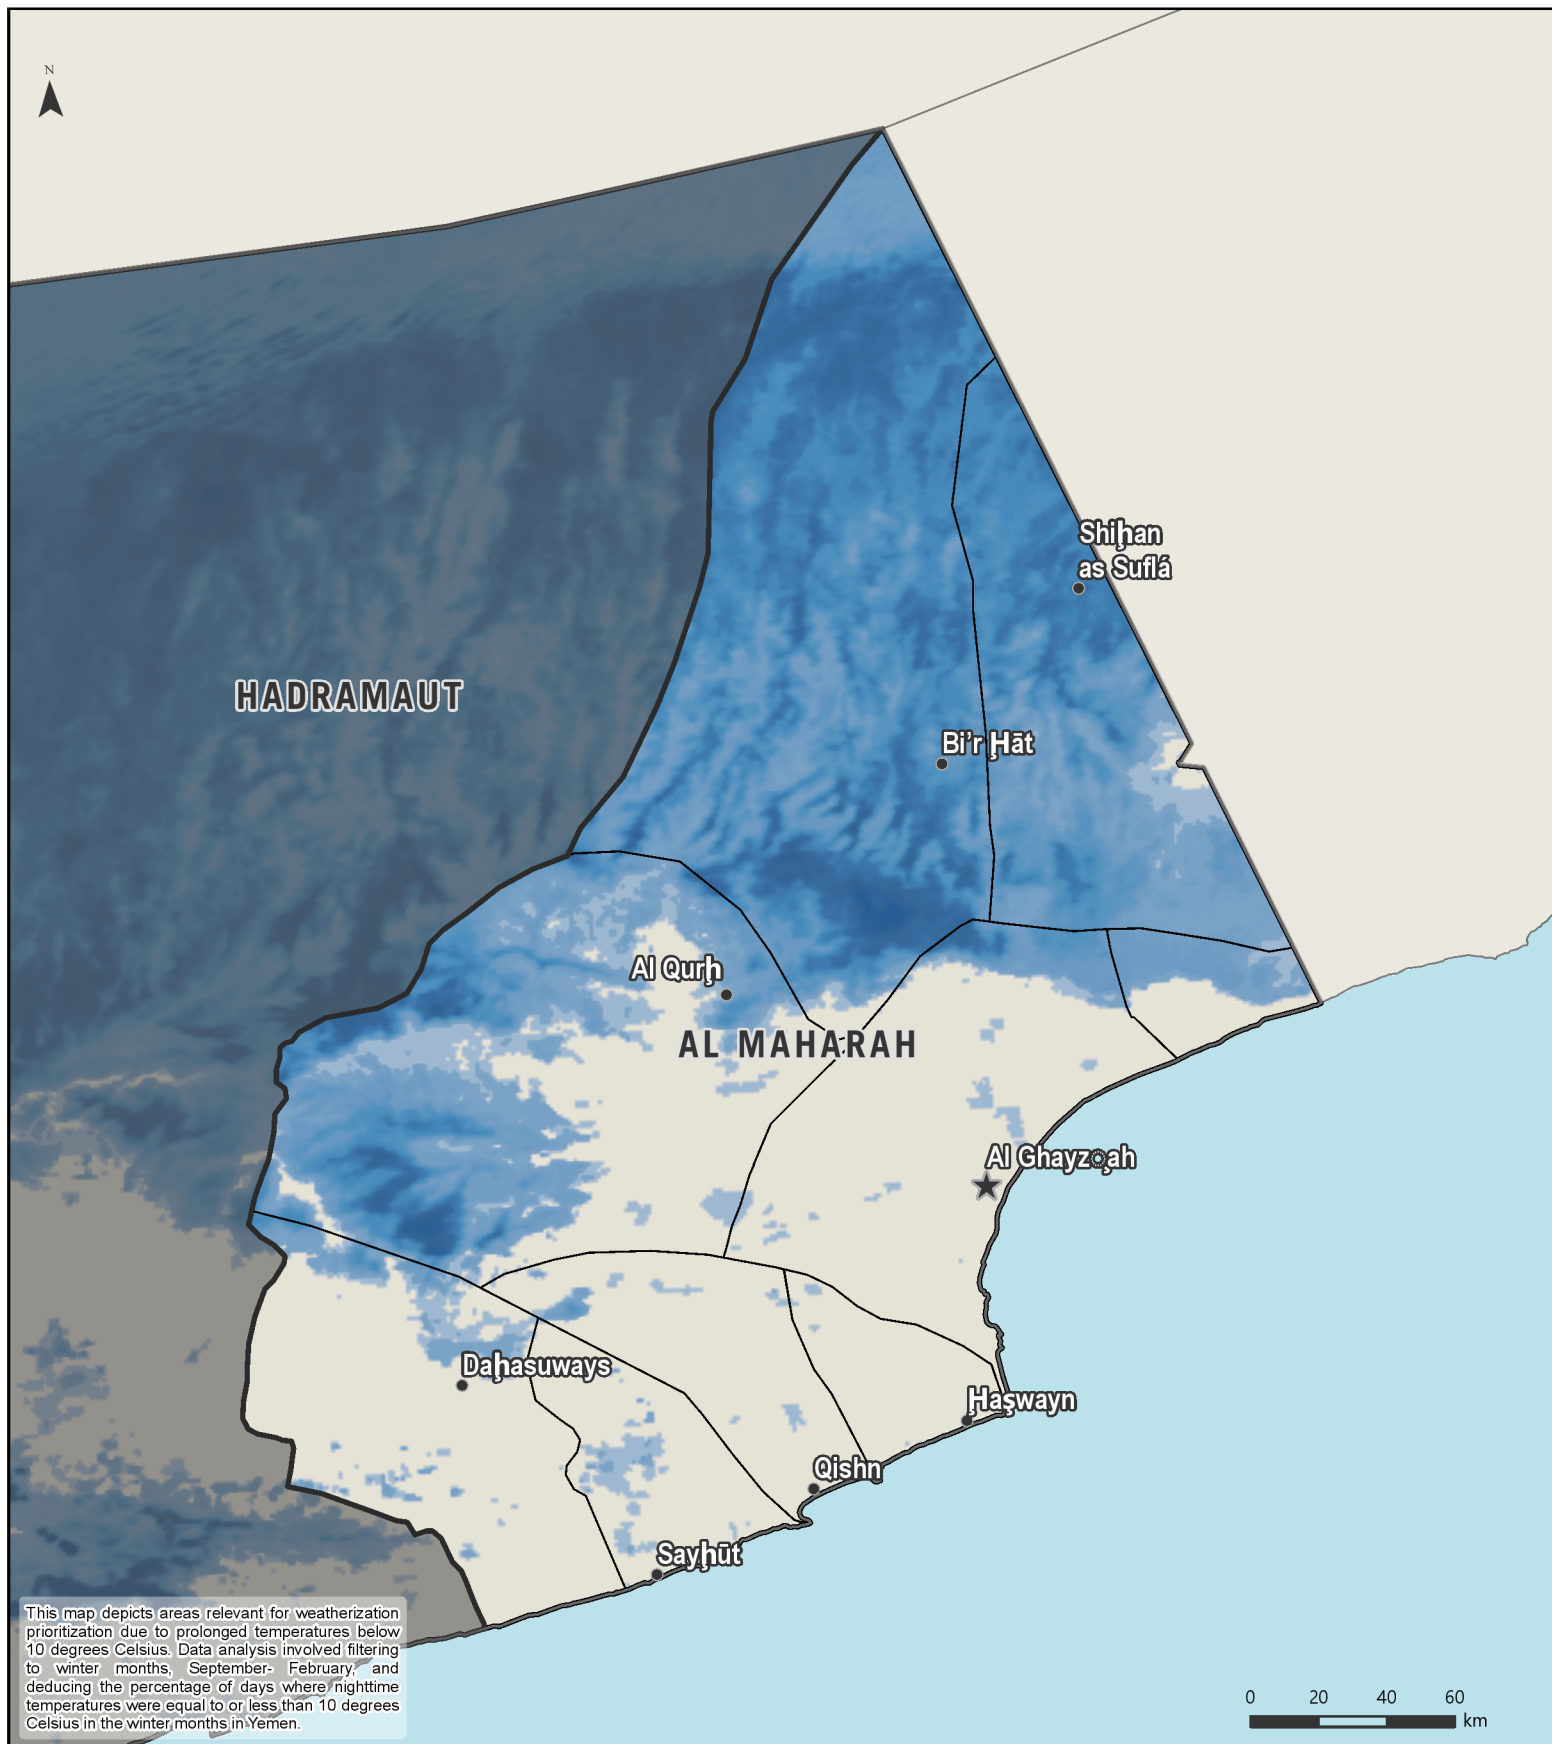 N
Shiḩan
as Suflá
HADRAMAUT
Bi’r Ḩāt
Al Qurḩ
AL MAHARAH
Al Ghayz̧ah
Daḩasuways
Ḩaşwayn
Qishn
Sayḩūt
This map depicts areas relevant for weatherization
prioritization due to prolonged temperatures below
10 degrees Celsius. Data analysis involved filtering
to winter months, September- February, and
deducing the percentage of days where nighttime
temperatures were equal to or less than 10 degrees
Celsius in the winter months in Yemen.
0 20 40 60
km